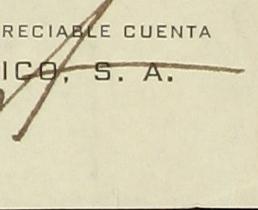 RECIABLE CUENTA
ICO, S. A.